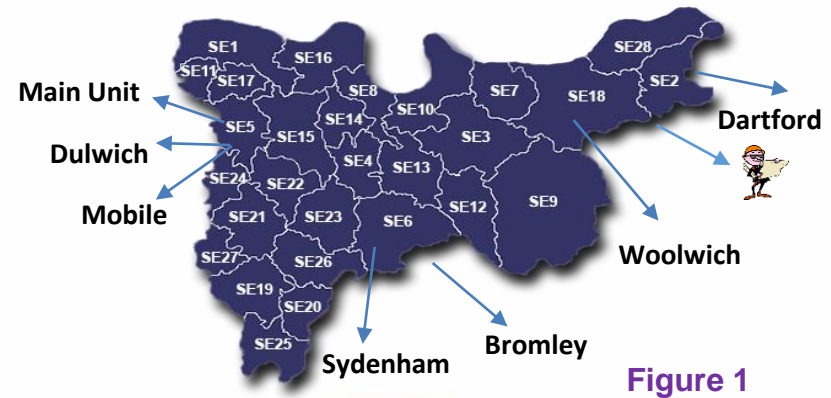 SE1
SE16
SE28
SE11
SE17
SE8
SE7
SE2
Main Unit
SE10
SE18
SE5
SE14
Dartford
SE15
SE3
Dulwich
SE4
SE13
SE24
SE22
Mobile
SE21
SE23
SE6
SE12
SE9
SE27
SE26
Woolwich
SE19
SE20
SE25
Sydenham
Bromley
Figure 1